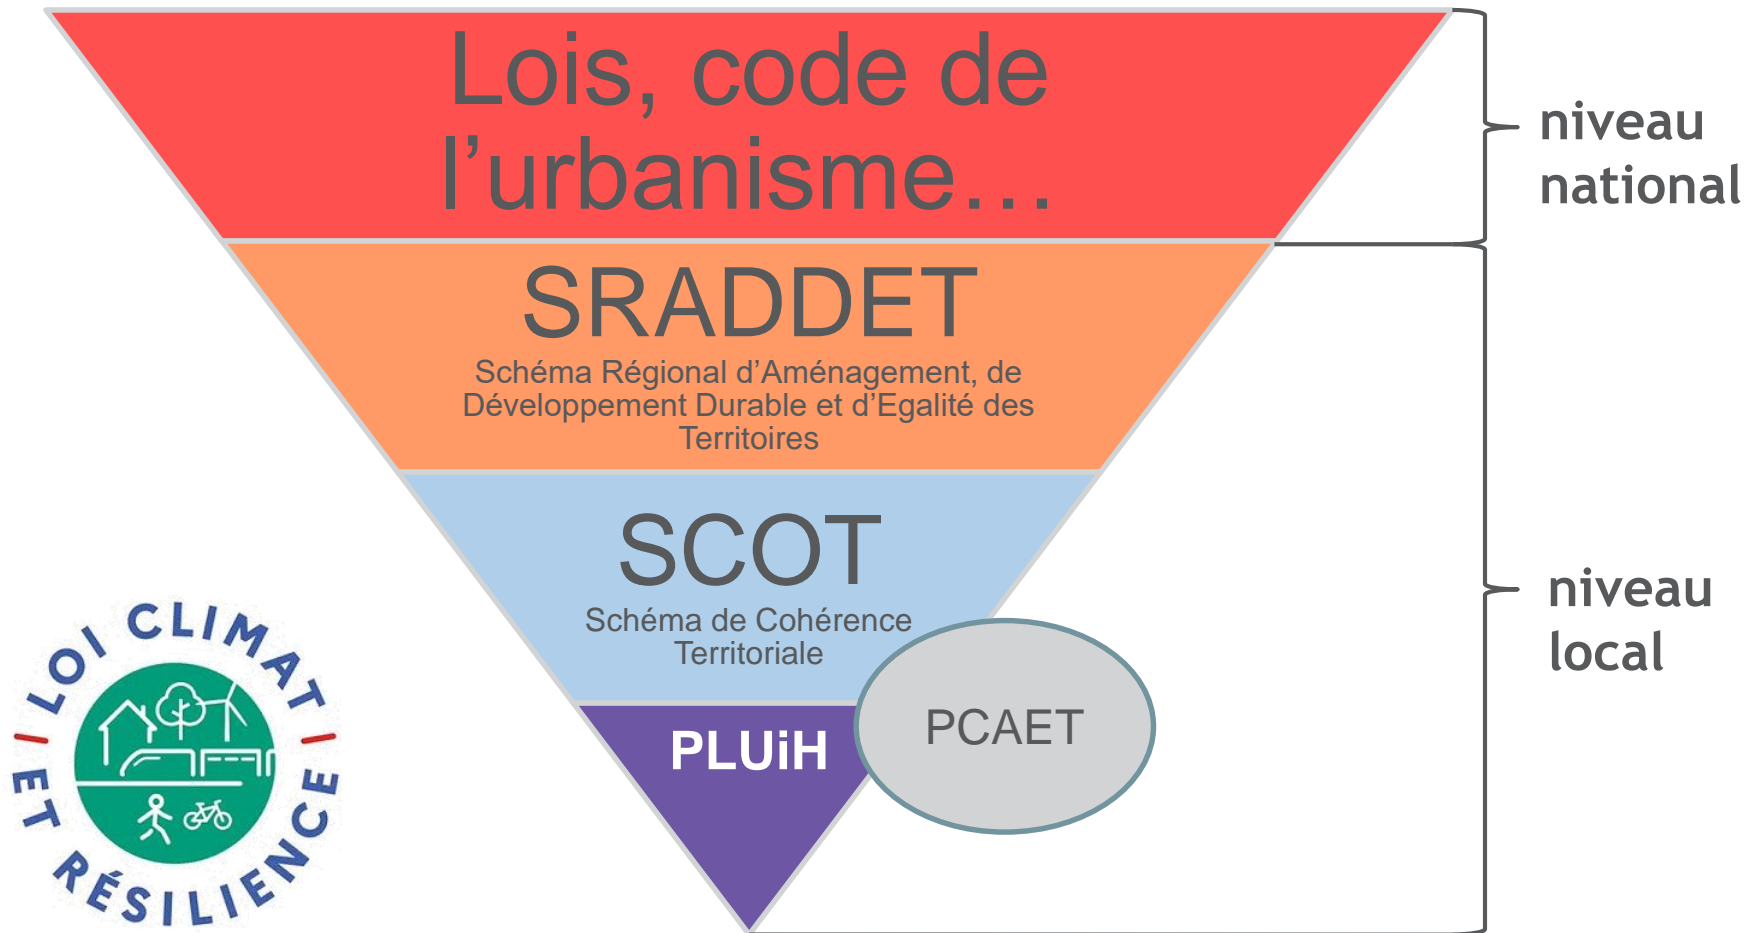 Lois, code de
l’urbanisme…
niveau
national
SRADDET
Schéma Régional d’Aménagement, de
Développement Durable et d’Egalité des
Territoires
SCOT
Schéma de Cohérence
Territoriale
niveau
local
PLUiH
PCAET
LOI CLIMAT
ET RÉSILIENCE